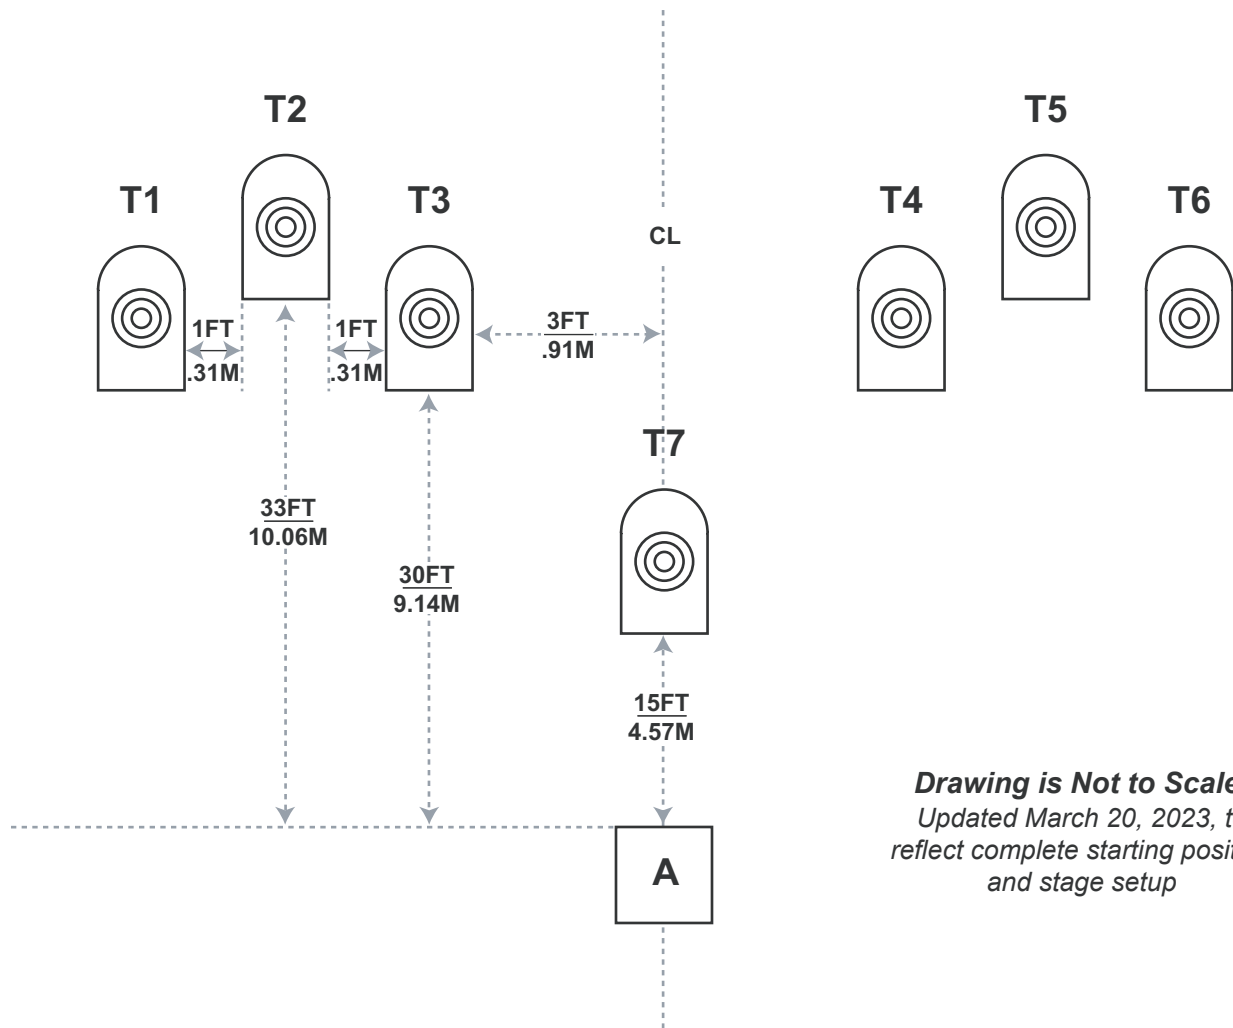 T2
T5
T1
T3
T4
T6
CL
1FT
.31M
1FT
.31M
3FT
.91M
T7
33FT
10.06M
30FT
9.14M
15FT
4.57M
Drawing is Not to Scale
Updated March 20, 2023, t
reflect complete starting posit
and stage setup
A